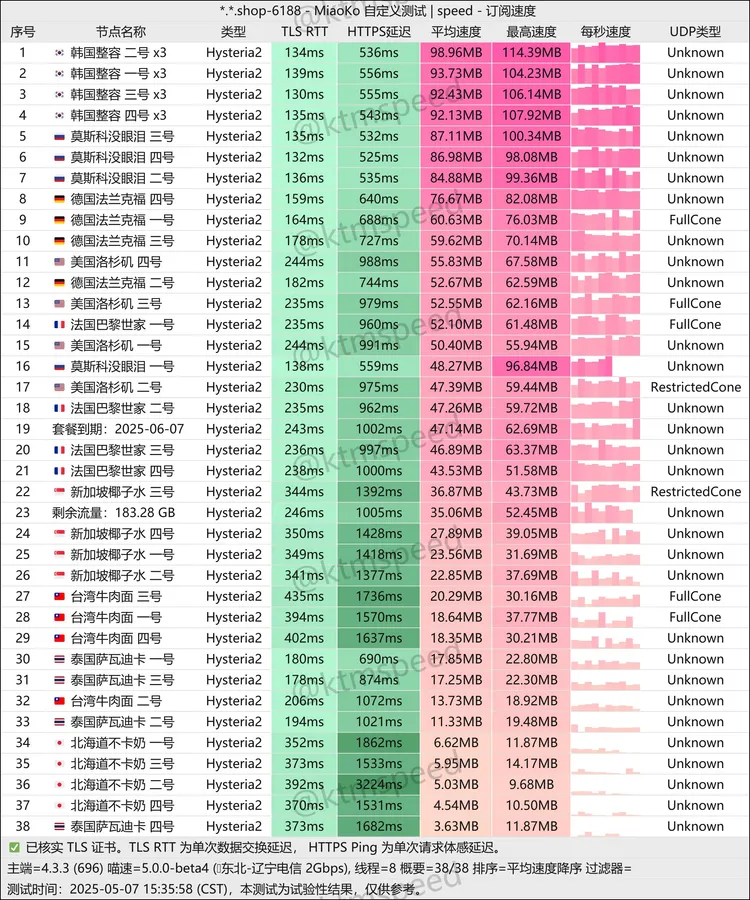 *.*.shop-6188 - MiaoKo 自定义测试 | speed - 订阅速度
序号 节点名称 类型 TLS RTT HTTPS延迟 平均速度 最高速度 每秒速度 UDP类型
1 韩国整容 二号 x3 Hysteria2 134ms 536ms 98.96MB 114.39MB Unknown
2 韩国整容 一号 x3 Hysteria2 139ms 556ms 93.73MB 104.23MB Unknown
3 韩国整容 三号 x3 Hysteria2 130ms 555ms 92.43MB 106.14MB Unknown
4 韩国整容 四号 x3 Hysteria2 135ms 543ms 92.13MB 107.92MB Unknown
5 莫斯科没眼泪 三号 Hysteria2 135ms 532ms 87.11MB 100.34MB Unknown
6 莫斯科没眼泪 四号 Hysteria2 132ms 525ms 86.98MB 98.08MB Unknown
7 莫斯科没眼泪 二号 Hysteria2 136ms 535ms 84.88MB 99.36MB Unknown
8 德国法兰克福 四号 Hysteria2 159ms 640ms 76.67MB 82.08MB Unknown
9 德国法兰克福 一号 Hysteria2 164ms 688ms 60.63MB 76.03MB FullCone
10 德国法兰克福 三号 Hysteria2 178ms 727ms 59.62MB 70.14MB Unknown
11 美国洛杉矶 四号 Hysteria2 244ms 988ms 55.83MB 67.58MB Unknown
12 德国法兰克福 二号 Hysteria2 182ms 744ms 52.67MB 62.59MB Unknown
13 美国洛杉矶 三号 Hysteria2 235ms 979ms 52.55MB 62.16MB FullCone
14 法国巴黎世家 一号 Hysteria2 235ms 960ms 52.10MB 61.48MB FullCone
15 美国洛杉矶 一号 Hysteria2 244ms 991ms 50.40MB 55.94MB Unknown
16 莫斯科没眼泪 一号 Hysteria2 138ms 559ms 48.27MB 96.84MB Unknown
17 美国洛杉矶 二号 Hysteria2 230ms 975ms 47.39MB 59.44MB RestrictedCone
18 法国巴黎世家 二号 Hysteria2 235ms 962ms 47.26MB 59.72MB Unknown
19 套餐到期：2025-06-07 Hysteria2 243ms 1002ms 47.14MB 62.69MB Unknown
20 法国巴黎世家 三号 Hysteria2 236ms 997ms 46.89MB 63.37MB Unknown
21 法国巴黎世家 四号 Hysteria2 238ms 1000ms 43.53MB 51.58MB Unknown
22 新加坡椰子水 三号 Hysteria2 344ms 1392ms 36.87MB 43.73MB RestrictedCone
23 剩余流量：183.28 GB Hysteria2 246ms 1005ms 35.06MB 52.45MB Unknown
24 新加坡椰子水 四号 Hysteria2 350ms 1428ms 27.89MB 39.05MB Unknown
25 新加坡椰子水 一号 Hysteria2 349ms 1418ms 23.56MB 31.69MB Unknown
26 新加坡椰子水 二号 Hysteria2 341ms 1377ms 22.85MB 37.69MB Unknown
27 台湾牛肉面 三号 Hysteria2 435ms 1736ms 20.29MB 30.16MB FullCone
28 台湾牛肉面 一号 Hysteria2 394ms 1570ms 18.64MB 37.77MB FullCone
29 台湾牛肉面 四号 Hysteria2 402ms 1637ms 18.35MB 30.21MB Unknown
30 泰国萨瓦迪卡 一号 Hysteria2 180ms 690ms 17.85MB 22.80MB Unknown
31 泰国萨瓦迪卡 三号 Hysteria2 178ms 874ms 17.25MB 22.30MB Unknown
32 台湾牛肉面 二号 Hysteria2 206ms 1072ms 13.73MB 18.92MB Unknown
33 泰国萨瓦迪卡 二号 Hysteria2 194ms 1021ms 11.33MB 19.48MB Unknown
34 北海道不卡奶 一号 Hysteria2 352ms 1862ms 6.62MB 11.87MB Unknown
35 北海道不卡奶 三号 Hysteria2 373ms 1533ms 5.95MB 14.17MB Unknown
36 北海道不卡奶 二号 Hysteria2 392ms 3224ms 5.03MB 9.68MB Unknown
37 北海道不卡奶 四号 Hysteria2 370ms 1531ms 4.54MB 10.50MB Unknown
38 泰国萨瓦迪卡 四号 Hysteria2 373ms 1682ms 3.63MB 11.87MB Unknown
✅ 已核实 TLS 证书。TLS RTT 为单次数据交换延迟， HTTPS Ping 为单次请求体感延迟。
主端=4.3.3 (696) 喵速=5.0.0-beta4 (▯东北-辽宁电信 2Gbps), 线程=8 概要=38/38 排序=平均速度降序 过滤器=
测试时间：2025-05-07 15:35:58 (CST)，本测试为试验性结果，仅供参考。
@ktmspeed
@ktmspeed
@ktmspeed
@ktmspeed
@ktmspeed
@ktmspeed
@ktmspeed